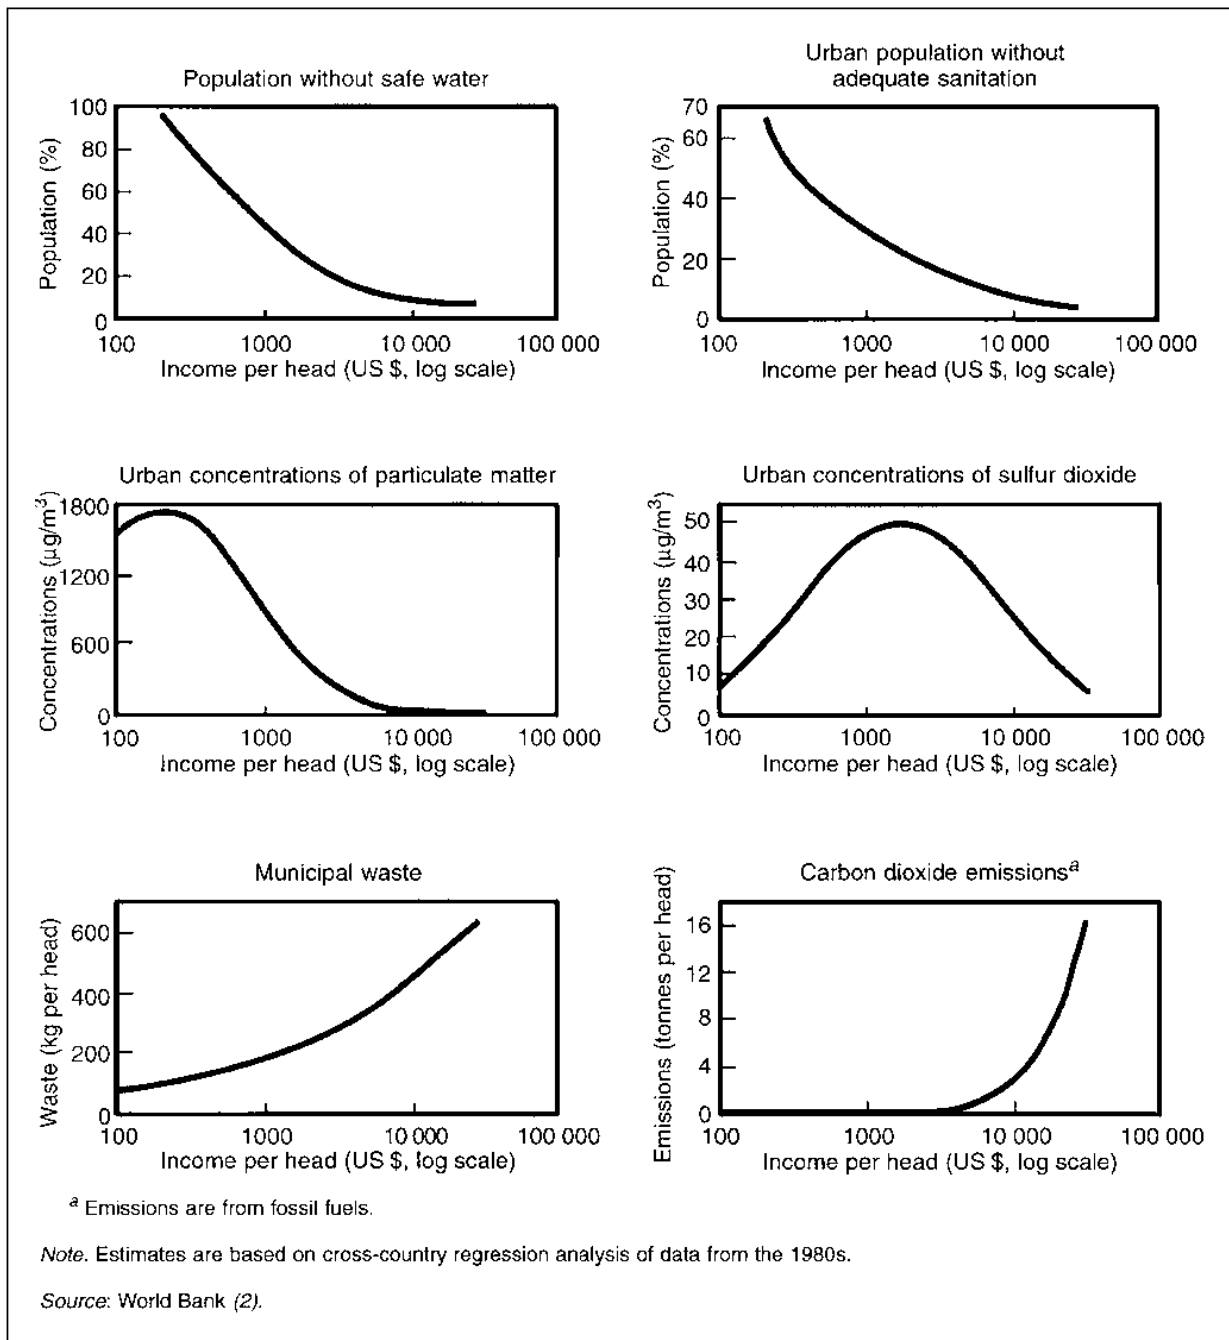 Population without safe water
Population (%)
100
80
60
40
20
0
100 1000 10 000 100 000
Income per head (US $, log scale)
Urban population without
adequate sanitation
Population (%)
70
60
40
20
0
100 1000 10 000 100 000
Income per head (US $, log scale)
Urban concentrations of particulate matter
Concentrations (μg/m³)
1800
1200
600
0
100 1000 10 000 100 000
Income per head (US $, log scale)
Urban concentrations of sulfur dioxide
Concentrations (μg/m³)
50
40
30
20
10
0
100 1000 10 000 100 000
Income per head (US $, log scale)
Municipal waste
Waste (kg per head)
600
400
200
0
100 1000 10 000 100 000
Income per head (US $, log scale)
Carbon dioxide emissionsᵃ
Emissions (tonnes per head)
16
12
8
4
0
100 1000 10 000 100 000
Income per head (US $, log scale)
ᵃ Emissions are from fossil fuels.
Note. Estimates are based on cross-country regression analysis of data from the 1980s.
Source: World Bank (2).